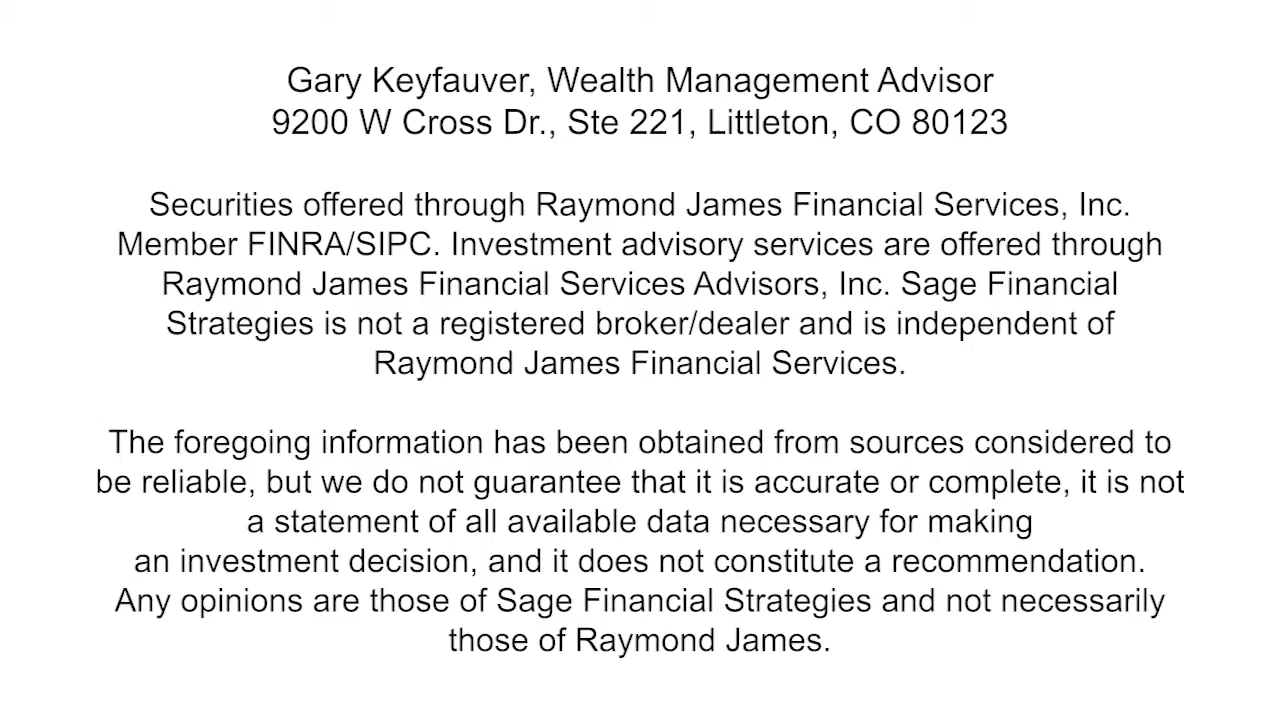 Gary Keyfauver, Wealth Management Advisor
9200 W Cross Dr., Ste 221, Littleton, CO 80123
Securities offered through Raymond James Financial Services, Inc.
Member FINRA/SIPC. Investment advisory services are offered through
Raymond James Financial Services Advisors, Inc. Sage Financial
Strategies is not a registered broker/dealer and is independent of
Raymond James Financial Services.
The foregoing information has been obtained from sources considered to
be reliable, but we do not guarantee that it is accurate or complete, it is not
a statement of all available data necessary for making
an investment decision, and it does not constitute a recommendation.
Any opinions are those of Sage Financial Strategies and not necessarily
those of Raymond James.